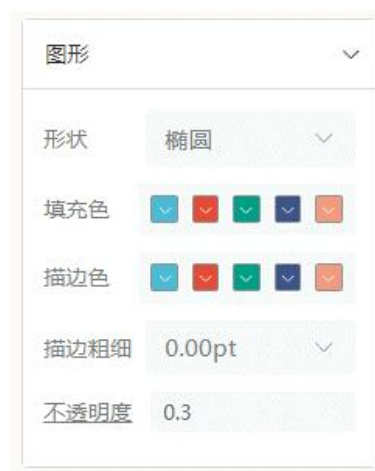 图形
形状 椭圆
填充色
描边色
描边粗细 0.00pt
不透明度 0.3